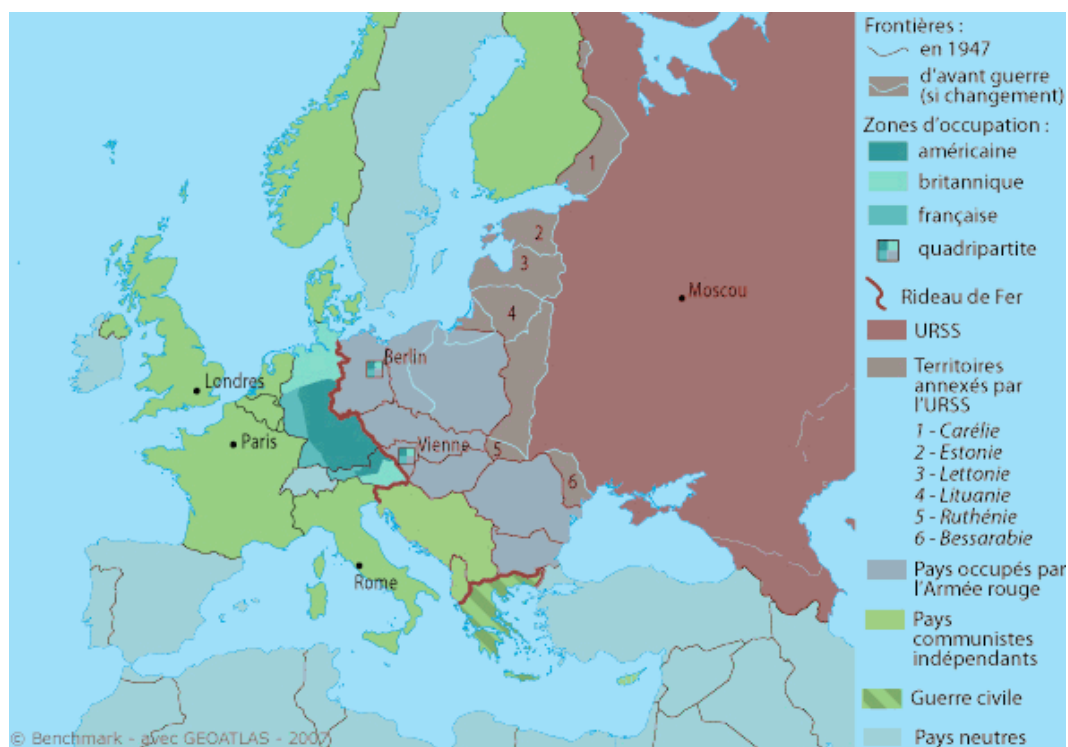 Frontières :
en 1947
d'avant guerre
(si changement)
Zones d'occupation :
américaine
britannique
française
quadripartite
Rideau de Fer
URSS
Territoires
annexés par
l'URSS
1 - Carélie
2 - Estonie
3 - Lettonie
4 - Lituanie
5 - Ruthénie
6 - Bessarabie
Pays occupés par
l'Armée rouge
Pays
communistes
indépendants
Guerre civile
Pays neutres
1
2
3
4
Moscou
Berlin
Londres
Paris
Vienne
5
6
Rome
© Benchmark - avec GEOATLAS - 2007